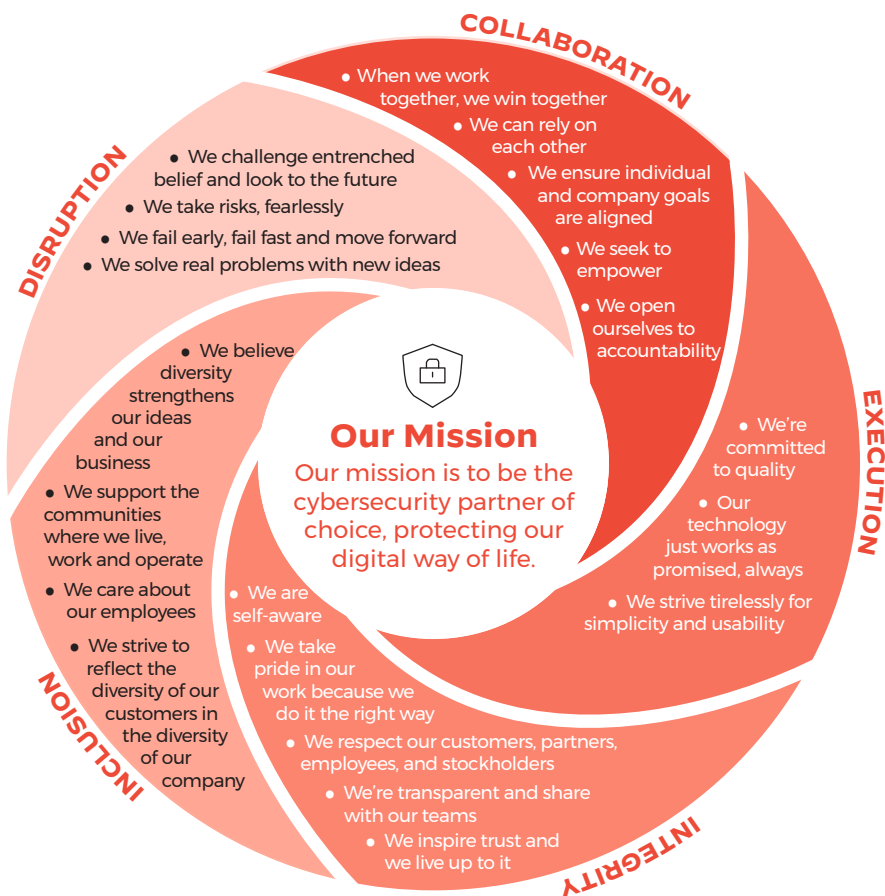 COLLABORATION
• When we work
together, we win together
• We can rely on
each other
• We ensure individual
and company goals
are aligned
• We seek to
empower
• We open
ourselves to
accountability
EXECUTION
• We’re
committed
to quality
• Our
technology
just works as
promised, always
• We strive tirelessly for
simplicity and usability
INTEGRITY
• We are
self-aware
• We take
pride in our
work because we
do it the right way
• We respect our customers, partners,
employees, and stockholders
• We’re transparent and share
with our teams
• We inspire trust and
we live up to it
INCLUSION
• We believe
diversity
strengthens
our ideas
and our
business
• We support the
communities
where we live,
work and operate
• We care about
our employees
• We strive to
reflect the
diversity of our
customers in
the diversity
of our
company
DISRUPTION
• We challenge entrenched
belief and look to the future
• We take risks, fearlessly
• We fail early, fail fast and move forward
• We solve real problems with new ideas
Our Mission
Our mission is to be the
cybersecurity partner of
choice, protecting our
digital way of life.